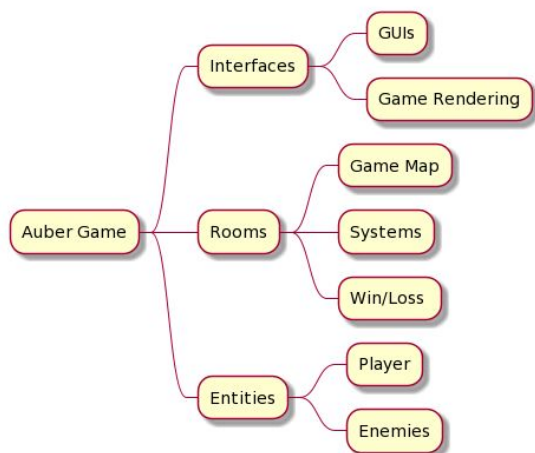 Auber Game
Interfaces
GUIs
Game Rendering
Rooms
Game Map
Systems
Win/Loss
Entities
Player
Enemies